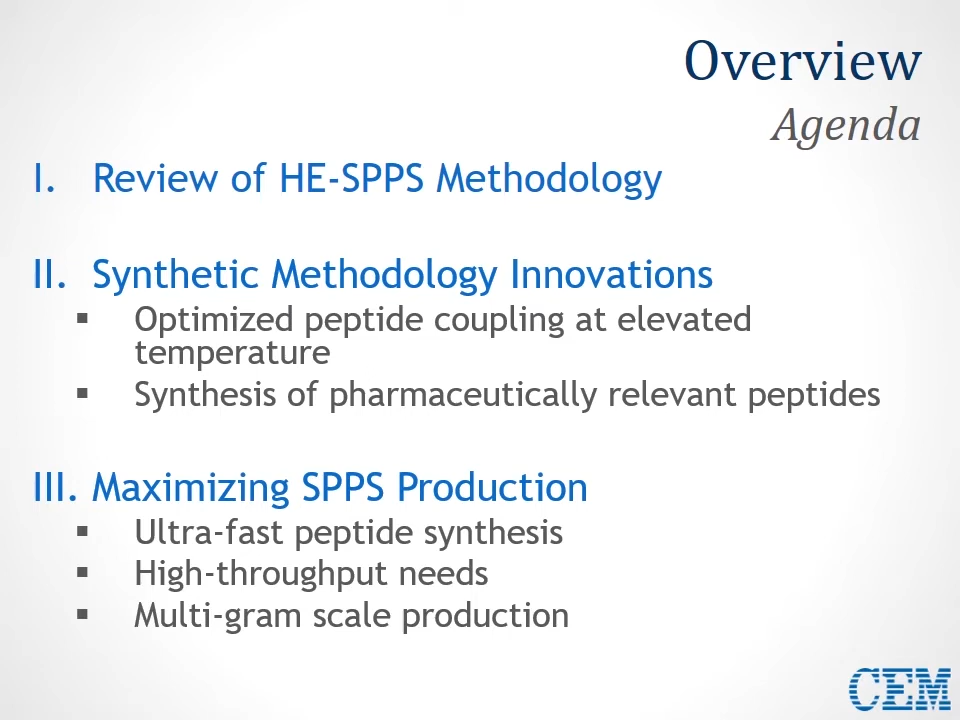 Overview
Agenda
I. Review of HE-SPPS Methodology
II. Synthetic Methodology Innovations
▪ Optimized peptide coupling at elevated
temperature
▪ Synthesis of pharmaceutically relevant peptides
III. Maximizing SPPS Production
▪ Ultra-fast peptide synthesis
▪ High-throughput needs
▪ Multi-gram scale production
CEM